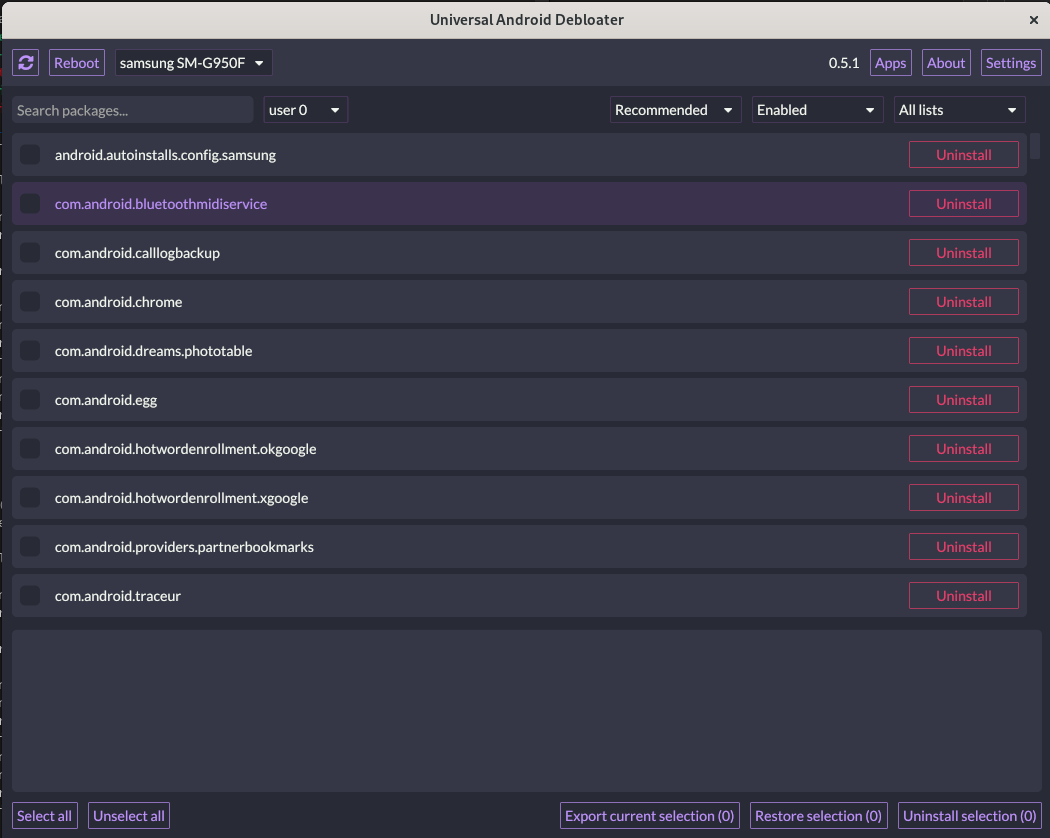 Universal Android Debloater
Reboot samsung SM-G950F 0.5.1 Apps About Settings
Search packages... user 0 Recommended Enabled All lists
android.autoinstalls.config.samsung Uninstall
com.android.bluetoothmidiservice Uninstall
com.android.calllogbackup Uninstall
com.android.chrome Uninstall
com.android.dreams.phototable Uninstall
com.android.egg Uninstall
com.android.hotwordenrollment.okgoogle Uninstall
com.android.hotwordenrollment.xgoogle Uninstall
com.android.providers.partnerbookmarks Uninstall
com.android.traceur Uninstall
Select all Unselect all Export current selection (0) Restore selection (0) Uninstall selection (0)